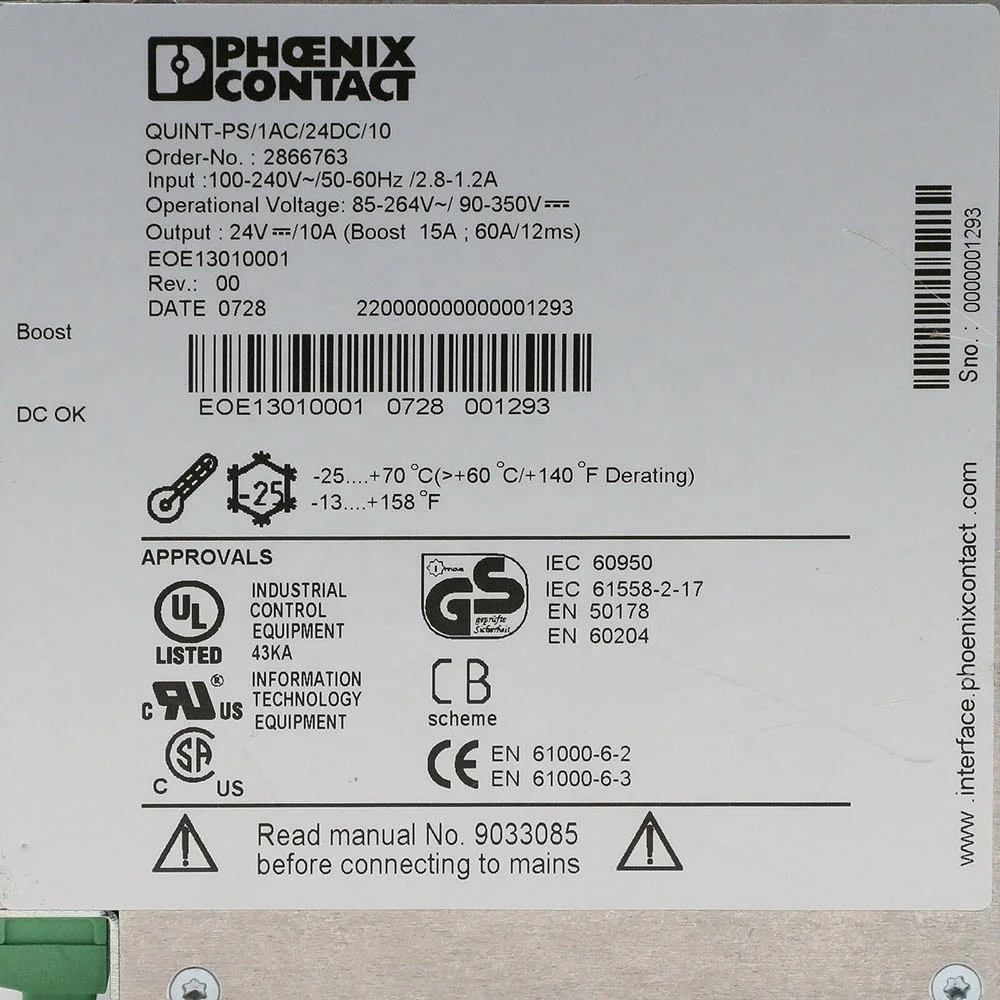 PHŒNIX
CONTACT
QUINT-PS/1AC/24DC/10
Order-No. : 2866763
Input :100-240V~/50-60Hz /2.8-1.2A
Operational Voltage: 85-264V~/ 90-350V⎓
Output : 24V⎓/10A (Boost 15A ; 60A/12ms)
EOE13010001
Rev.: 00
DATE 0728 220000000000001293
Boost
EOE13010001 0728 001293
DC OK
Sno. : 0000001293
-25
-25....+70 °C(>+60 °C/+140 °F Derating)
-13....+158 °F
APPROVALS
UL
LISTED
INDUSTRIAL
CONTROL
EQUIPMENT
43KA
C RU ® US
INFORMATION
TECHNOLOGY
EQUIPMENT
C SA US
GS
geprüfte
Sicherheit
IEC 60950
IEC 61558-2-17
EN 50178
EN 60204
CB
scheme
CE
EN 61000-6-2
EN 61000-6-3
Read manual No. 9033085
before connecting to mains
www .interface.phoenixcontact .com